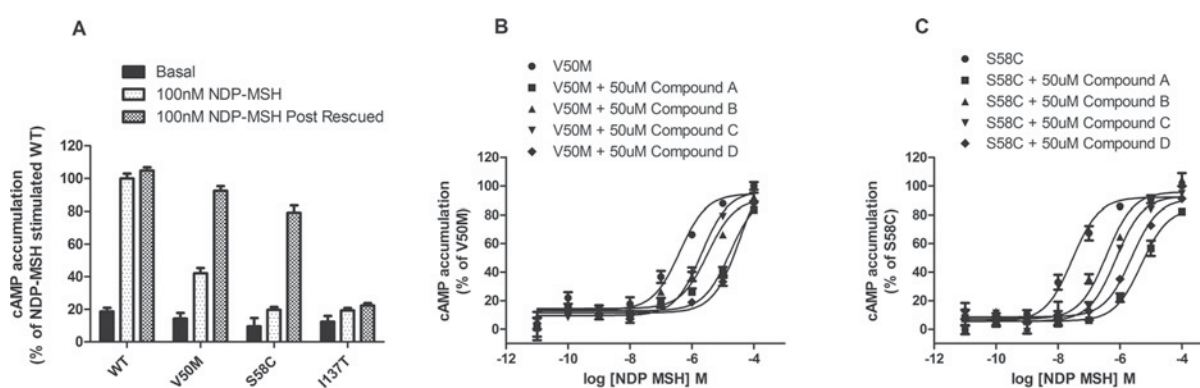 A
Basal
100nM NDP-MSH
100nM NDP-MSH Post Rescued
cAMP accumulation
(% of NDP-MSH stimulated WT)
120
100
80
60
40
20
0
WT
V50M
S58C
I137T
B
V50M
V50M + 50uM Compound A
V50M + 50uM Compound B
V50M + 50uM Compound C
V50M + 50uM Compound D
cAMP accumulation
(% of V50M)
120
100
80
60
40
20
0
-10
-8
-6
-4
log [NDP MSH] M
C
S58C
S58C + 50uM Compound A
S58C + 50uM Compound B
S58C + 50uM Compound C
S58C + 50uM Compound D
cAMP accumulation
(% of S58C)
120
100
80
60
40
20
0
-12
-10
-8
-6
-4
log [NDP MSH] M